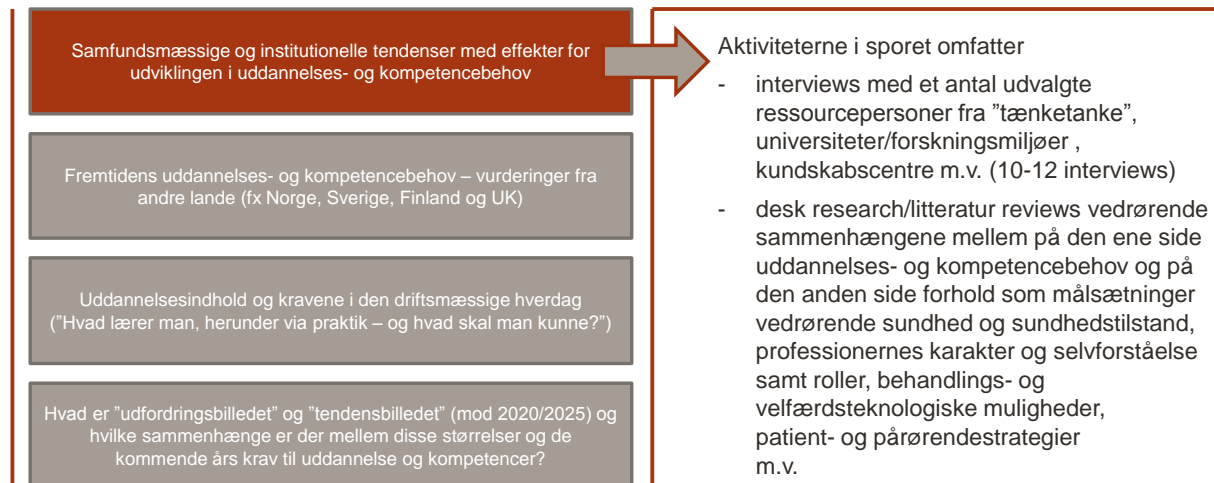 Samfundsmæssige og institutionelle tendenser med effekter for
udviklingen i uddannelses- og kompetencebehov
Fremtidens uddannelses- og kompetencebehov – vurderinger fra
andre lande (fx Norge, Sverige, Finland og UK)
Uddannelsesindhold og kravene i den driftsmæssige hverdag
("Hvad lærer man, herunder via praktik – og hvad skal man kunne?")
Hvad er "udfordringsbilledet" og "tendensbilledet" (mod 2020/2025) og
hvilke sammenhænge er der mellem disse størrelser og de
kommende års krav til uddannelse og kompetencer?
Aktiviteterne i sporet omfatter
- interviews med et antal udvalgte
ressourcepersoner fra "tænketanke",
universiteter/forskningsmiljøer ,
kundskabscentre m.v. (10-12 interviews)
- desk research/litteratur reviews vedrørende
sammenhængene mellem på den ene side
uddannelses- og kompetencebehov og på
den anden side forhold som målsætninger
vedrørende sundhed og sundhedstilstand,
professionernes karakter og selvforståelse
samt roller, behandlings- og
velfærdsteknologiske muligheder,
patient- og pårørendestrategier
m.v.